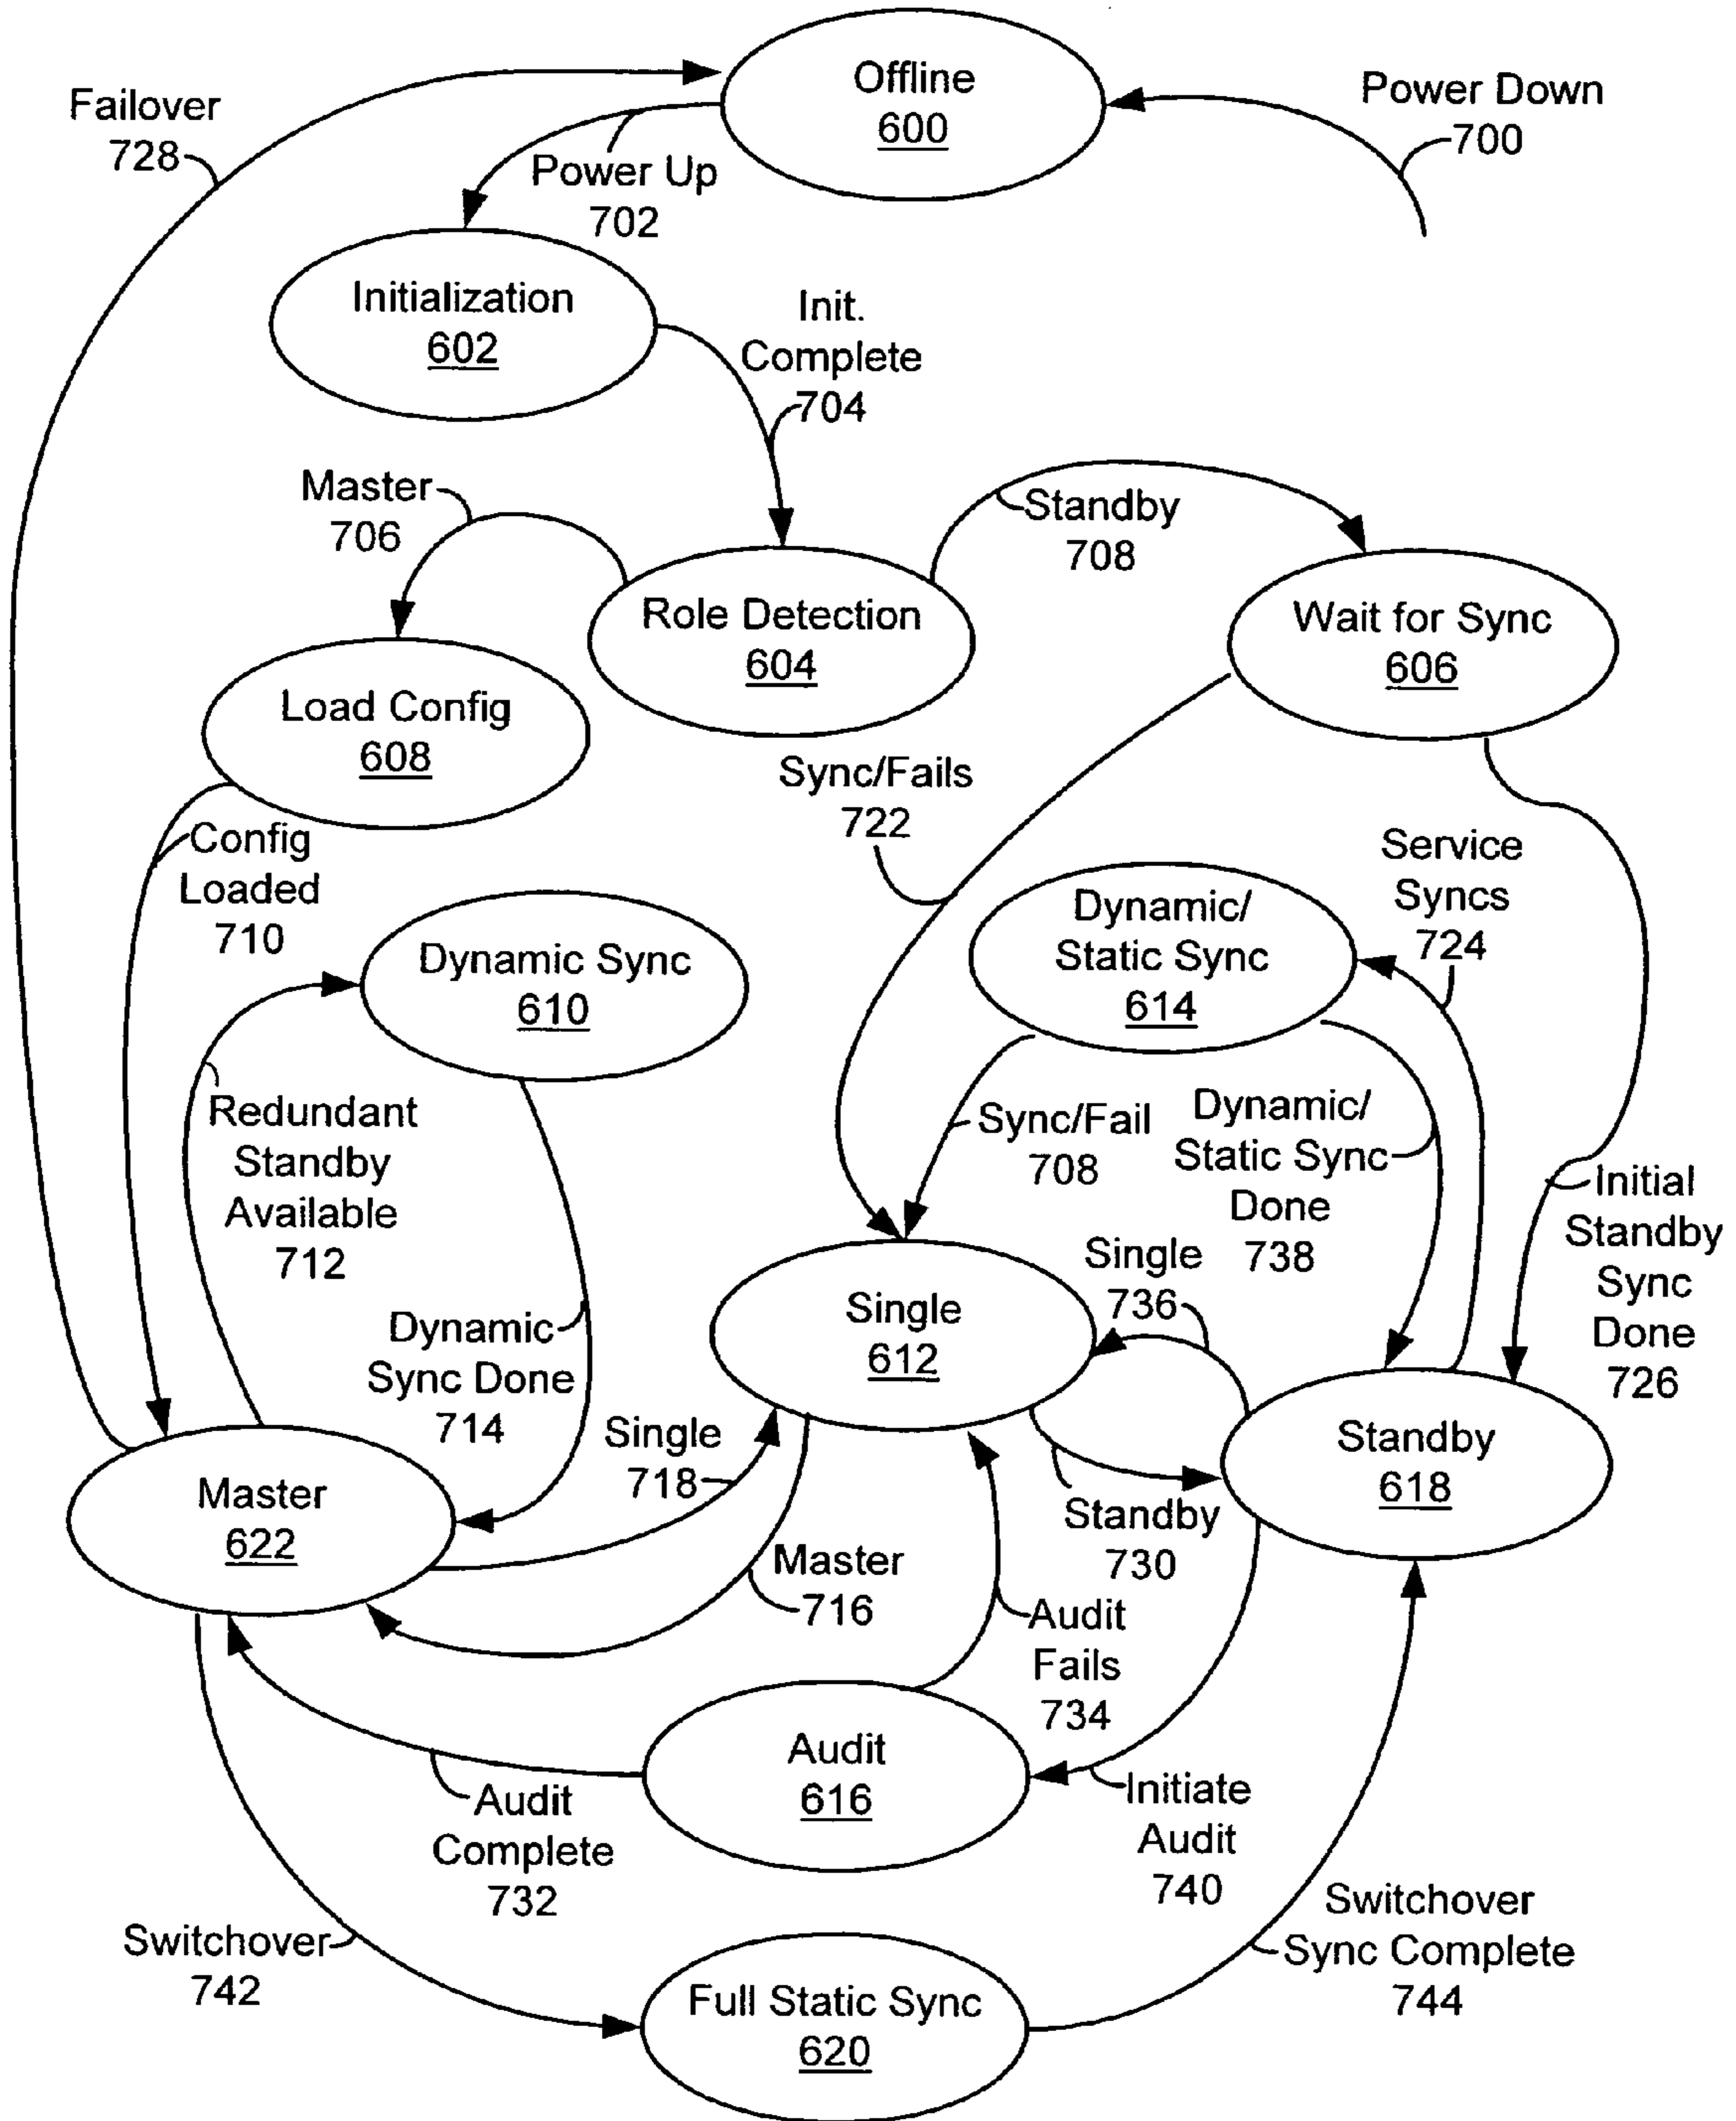 Offline
600
Failover
728
Power Down
700
Power Up
702
Initialization
602
Init.
Complete
704
Master
706
Standby
708
Role Detection
604
Wait for Sync
606
Load Config
608
Sync/Fails
722
Config
Loaded
710
Service
Syncs
724
Dynamic/
Static Sync
614
Dynamic Sync
610
Redundant
Standby
Available
712
Sync/Fail
708
Dynamic/
Static Sync
Done
738
Initial
Standby
Sync
Done
726
Single
736
Single
612
Dynamic
Sync Done
714
Single
718
Standby
618
Master
622
Standby
730
Master
716
Audit
Fails
734
Audit
616
Initiate
Audit
740
Audit
Complete
732
Switchover
742
Switchover
Sync Complete
744
Full Static Sync
620